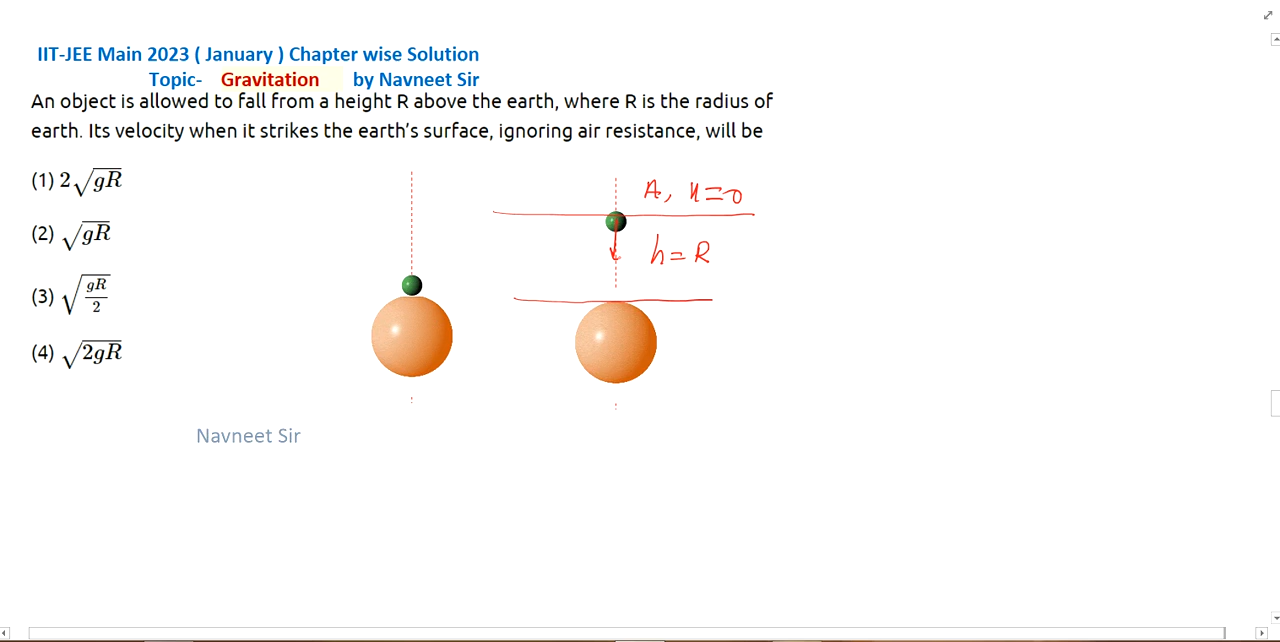 IIT-JEE Main 2023 ( January ) Chapter wise Solution
Topic- Gravitation by Navneet Sir
An object is allowed to fall from a height R above the earth, where R is the radius of
earth. Its velocity when it strikes the earth's surface, ignoring air resistance, will be
(1) 2√gR
(2) √gR
(3) √gR/2
(4) √2gR
A, u=0
h=R
Navneet Sir